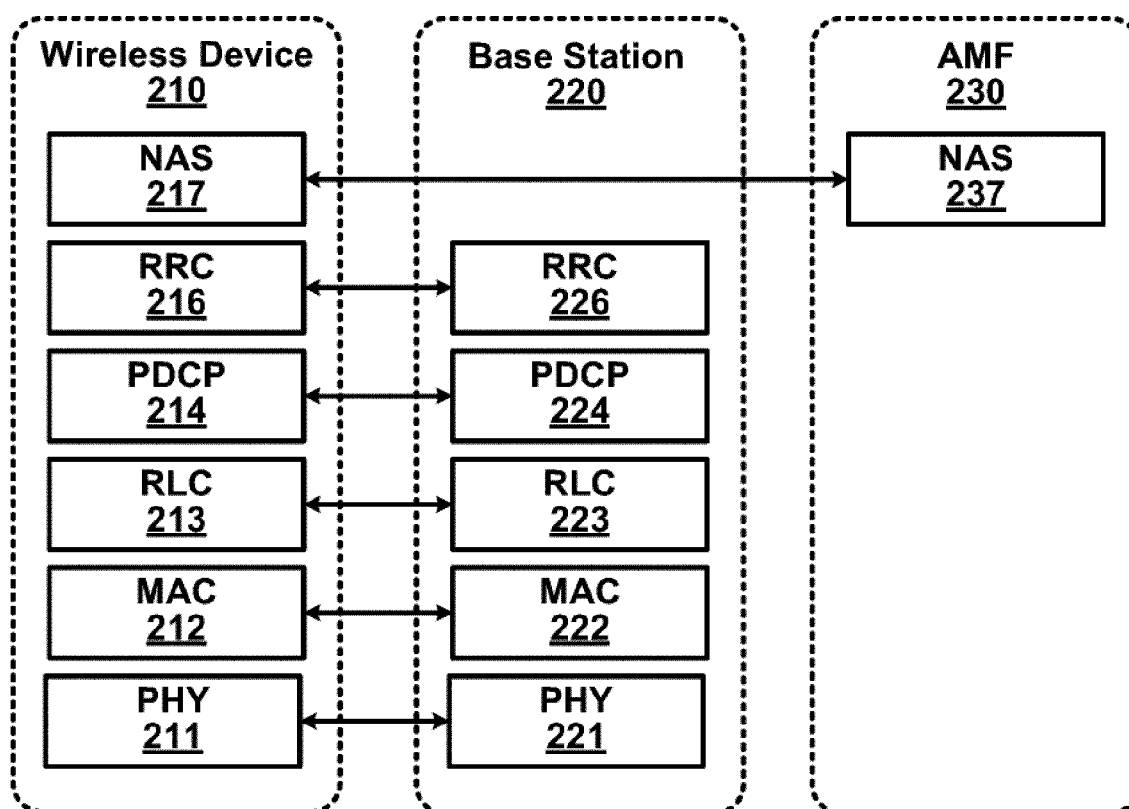 Wireless Device
210
Base Station
220
AMF
230
NAS
217
NAS
237
RRC
216
RRC
226
PDCP
214
PDCP
224
RLC
213
RLC
223
MAC
212
MAC
222
PHY
211
PHY
221